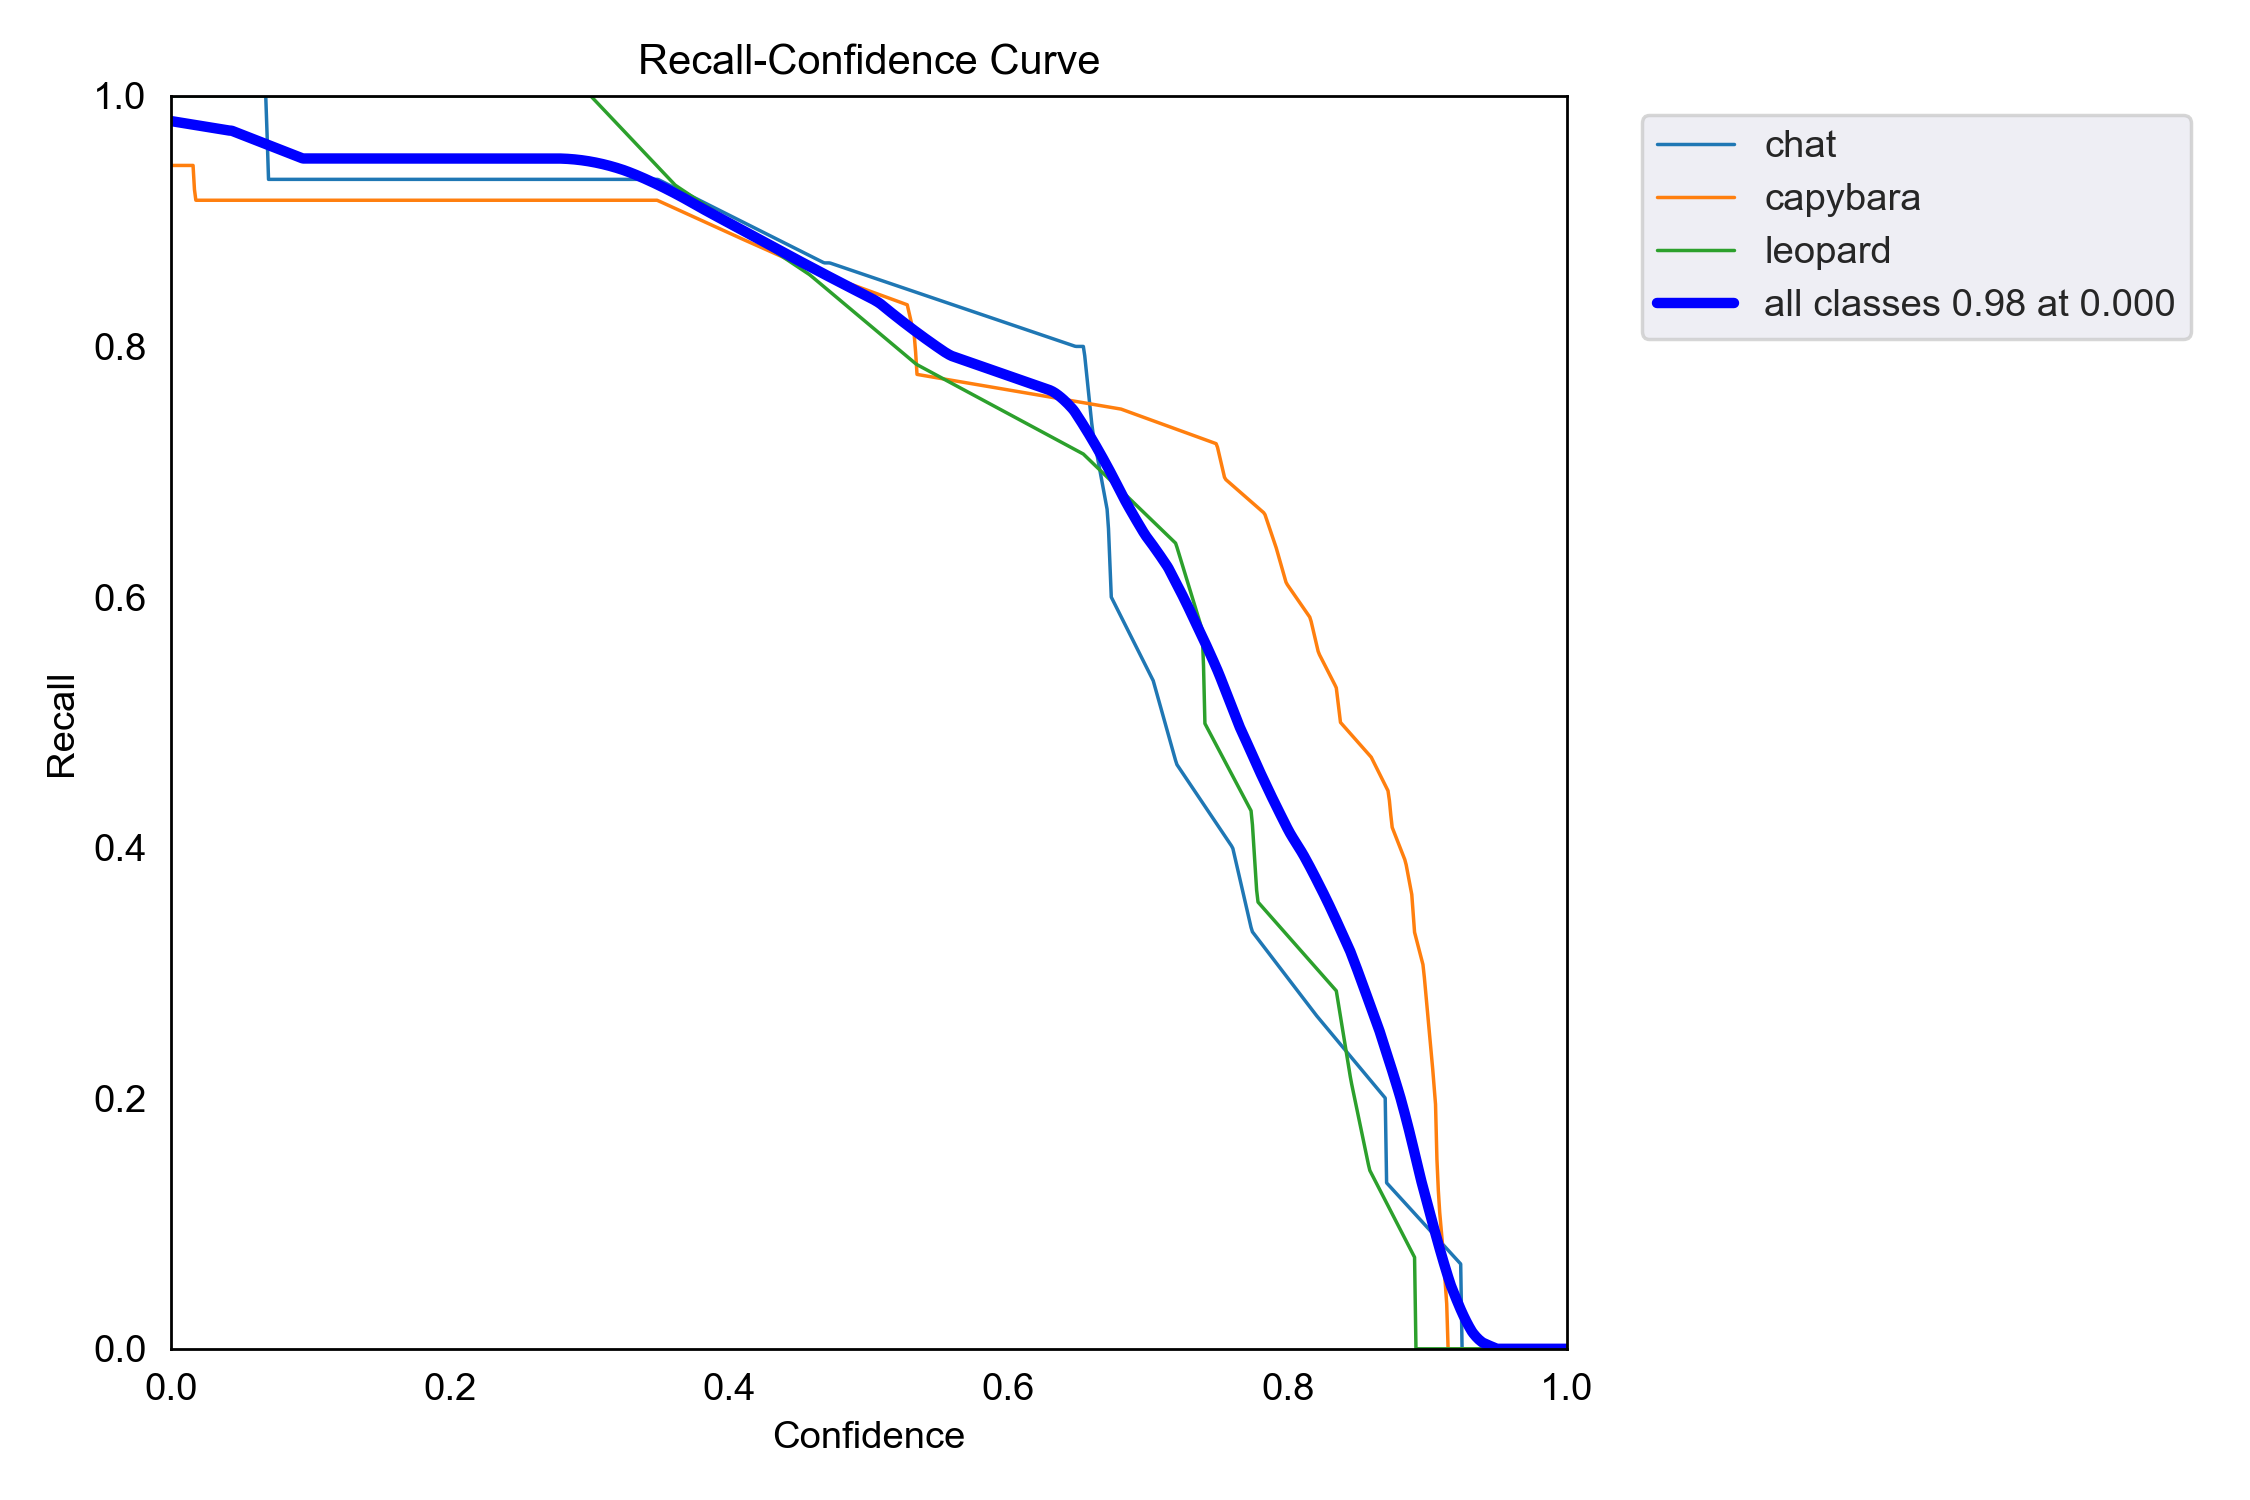 Recall-Confidence Curve
1.0
0.8
0.6
0.4
0.2
0.0
Recall
0.0 0.2 0.4 0.6 0.8 1.0
Confidence
chat
capybara
leopard
all classes 0.98 at 0.000